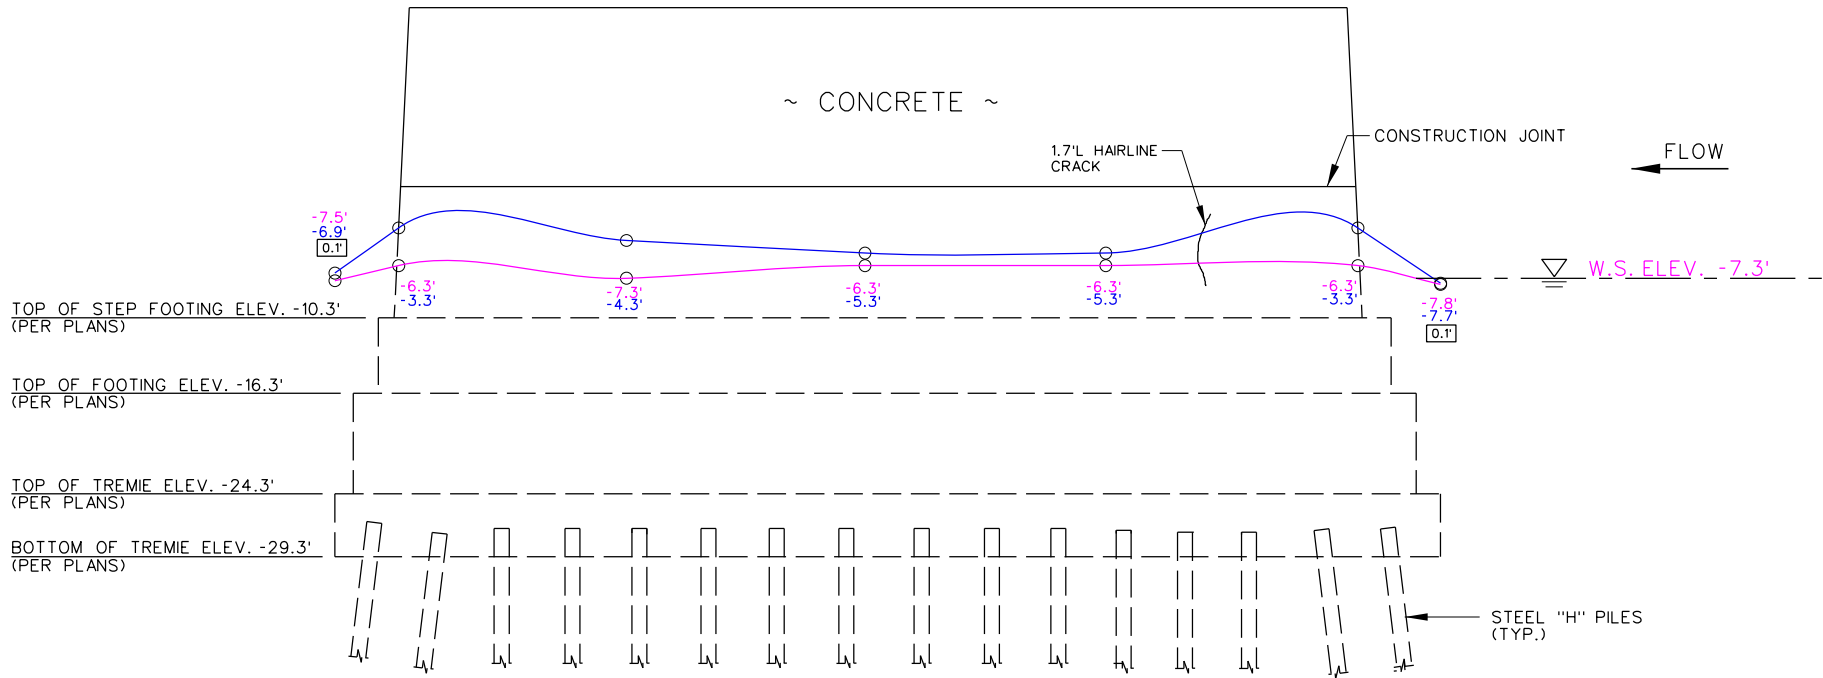 ~ CONCRETE ~
1.7'L HAIRLINE
CRACK
CONSTRUCTION JOINT
FLOW
-7.5'
-6.9'
0.1'
W.S. ELEV. -7.3'
-6.3'
-3.3'
-7.3'
-4.3'
-6.3'
-5.3'
-6.3'
-5.3'
-6.3'
-3.3'
-7.8'
-7.7'
0.1'
TOP OF STEP FOOTING ELEV. -10.3'
(PER PLANS)
TOP OF FOOTING ELEV. -16.3'
(PER PLANS)
TOP OF TREMIE ELEV. -24.3'
(PER PLANS)
BOTTOM OF TREMIE ELEV. -29.3'
(PER PLANS)
STEEL "H" PILES
(TYP.)